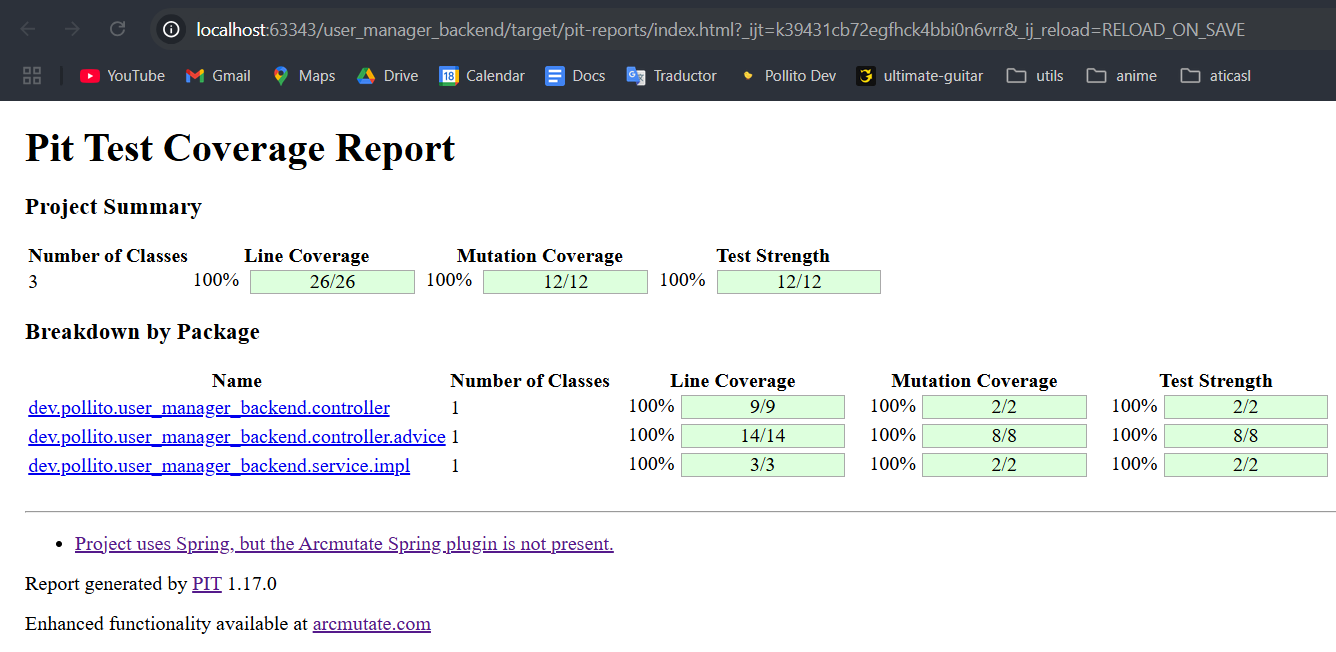 localhost:63343/user_manager_backend/target/pit-reports/index.html?_ijt=k39431cb72egfhck4bbi0n6vrr&_ij_reload=RELOAD_ON_SAVE
YouTube Gmail Maps Drive 18 Calendar Docs Traductor Pollito Dev ultimate-guitar utils anime aticasl
Pit Test Coverage Report
Project Summary
Number of Classes Line Coverage Mutation Coverage Test Strength
3 100% 26/26 100% 12/12 100% 12/12
Breakdown by Package
Name Number of Classes Line Coverage Mutation Coverage Test Strength
dev.pollito.user_manager_backend.controller 1 100% 9/9 100% 2/2 100% 2/2
dev.pollito.user_manager_backend.controller.advice 1 100% 14/14 100% 8/8 100% 8/8
dev.pollito.user_manager_backend.service.impl 1 100% 3/3 100% 2/2 100% 2/2
• Project uses Spring, but the Arcmutate Spring plugin is not present.
Report generated by PIT 1.17.0
Enhanced functionality available at arcmutate.com